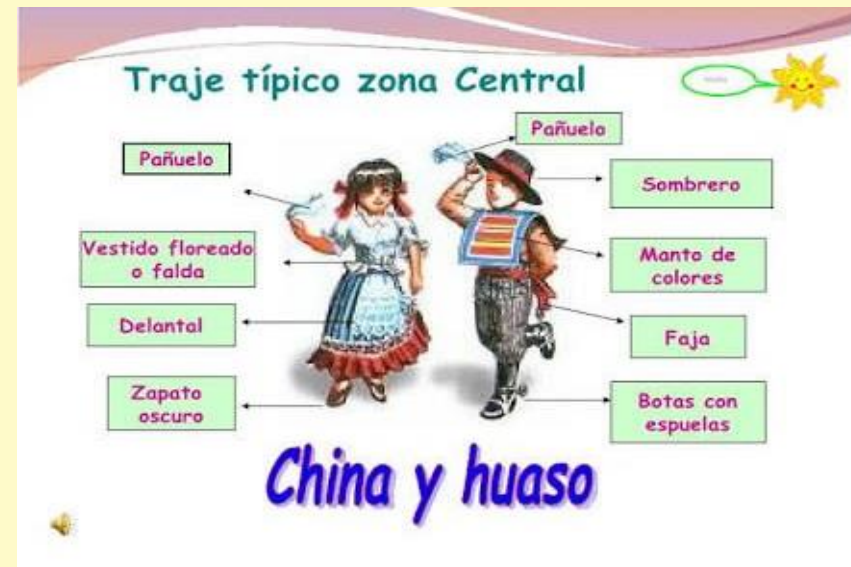 Traje típico zona Central
Pañuelo
Pañuelo
Sombrero
Vestido floreado
o falda
Manto de
colores
Delantal
Faja
Zapato
oscuro
Botas con
espuelas
China y huaso